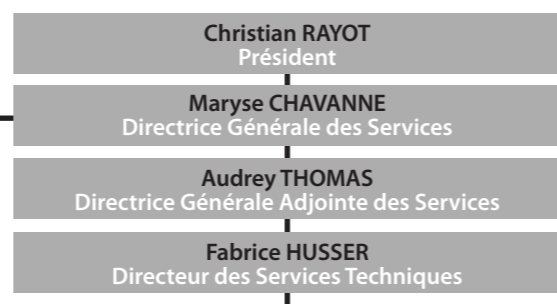 Christian RAYOT
Président
Maryse CHAVANNE
Directrice Générale des Services
Audrey THOMAS
Directrice Générale Adjointe des Services
Fabrice HUSSER
Directeur des Services Techniques